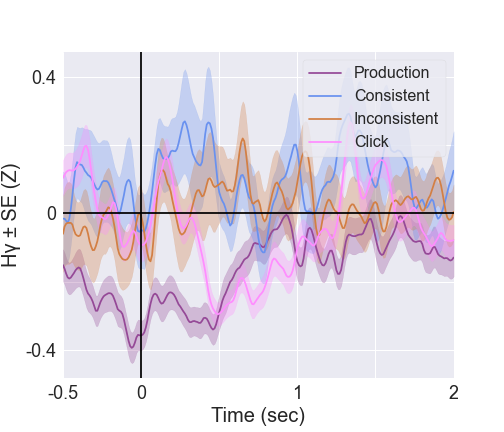 Production
Consistent
Inconsistent
Click
0.4
0
-0.4
Hγ ± SE (Z)
-0.5
0
1
2
Time (sec)